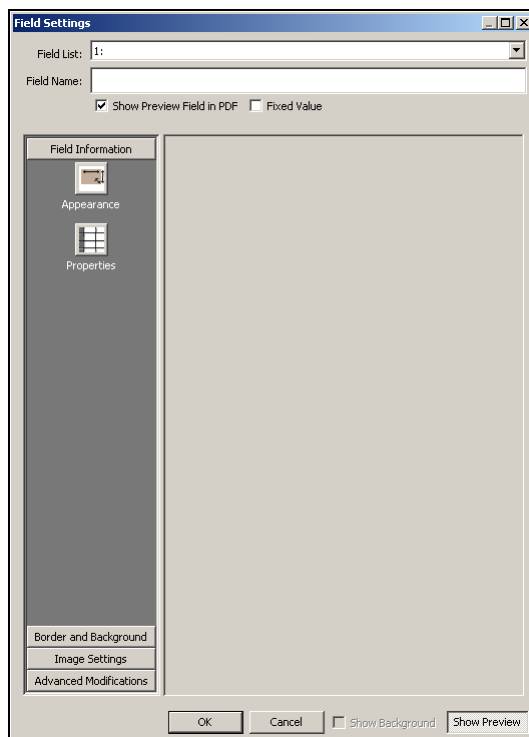 Field Settings
Field List: 1:
Field Name:
Show Preview Field in PDF Fixed Value
Field Information
Appearance
Properties
Border and Background
Image Settings
Advanced Modifications
OK Cancel Show Background Show Preview